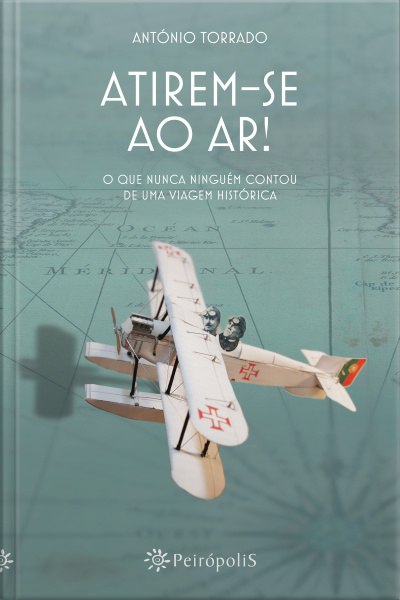 ANTÓNIO TORRADO
ATIREM-SE
AO AR!
O QUE NUNCA NINGUÉM CONTOU
DE UMA VIAGEM HISTÓRICA
OCÉAN
MÉRIDIONAL
PeirópoliS